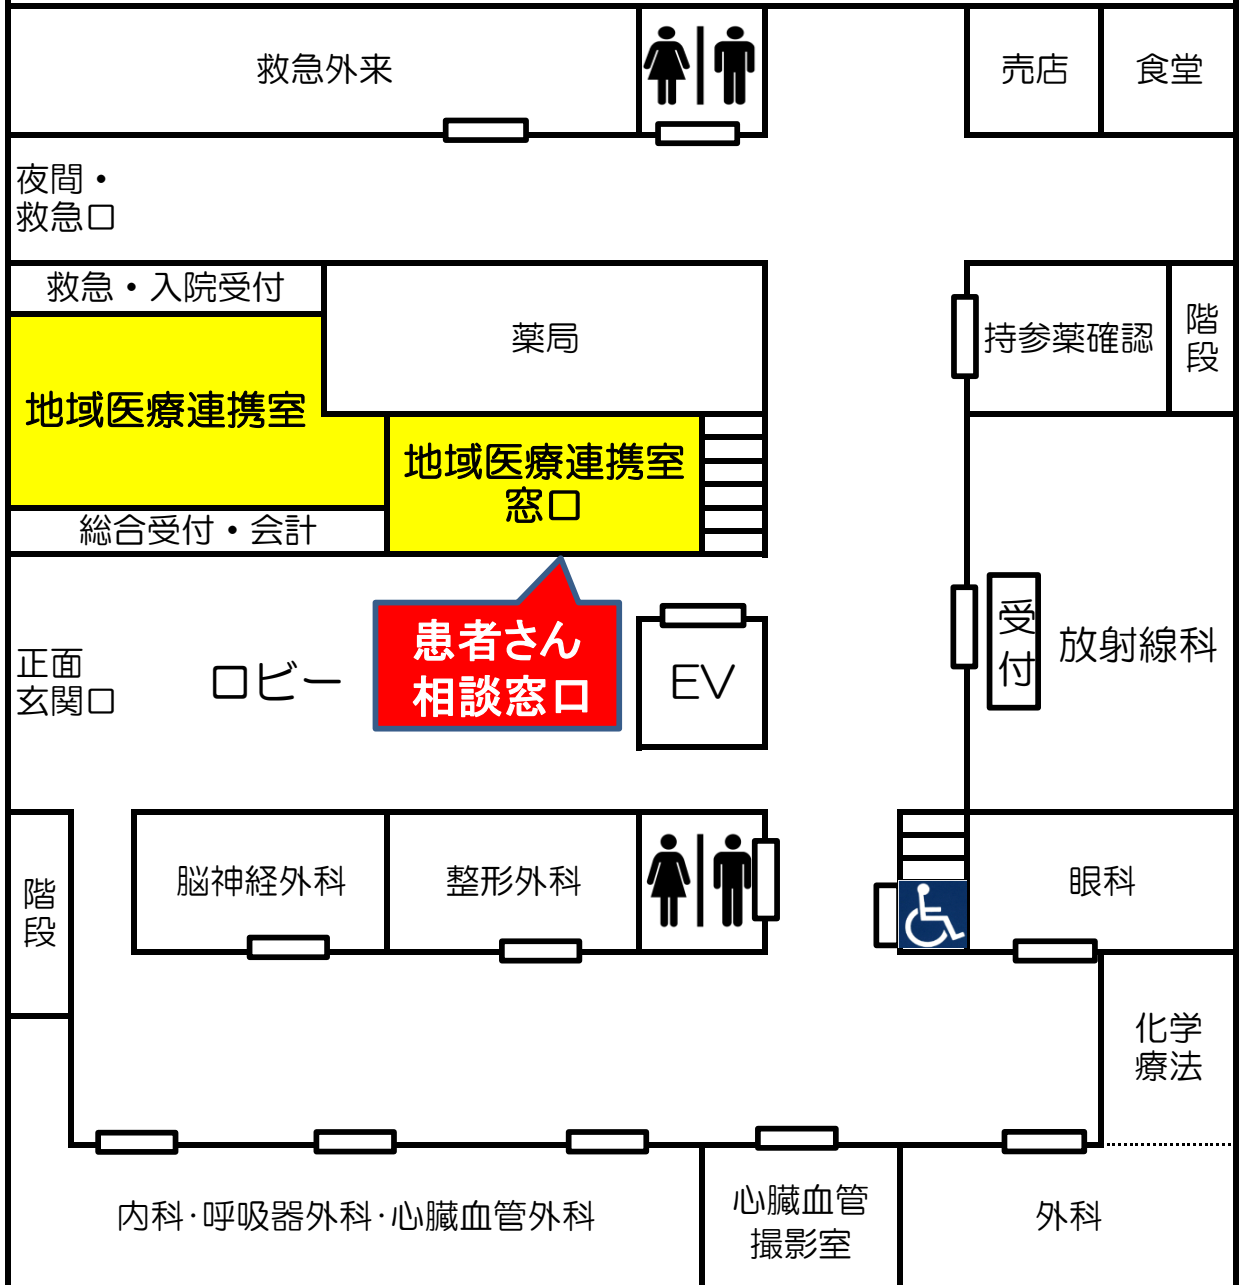 救急外来
売店
食堂
夜間・
救急口
救急・入院受付
薬局
持参薬確認
階
段
地域医療連携室
地域医療連携室
窓口
総合受付・会計
患者さん
相談窓口
正面
玄関口
ロビー
EV
受
付
放射線科
階
段
脳神経外科
整形外科
眼科
化学
療法
内科・呼吸器外科・心臓血管外科
心臓血管
撮影室
外科